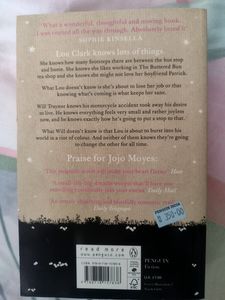 What a wonderful, thoughtful and moving book.
I was riveted all the way through. Absolutely loved it
SOPHIE KINSELLA
Lou Clark knows lots of things.
She knows how many footsteps there are between the bus stop
and home. She knows she likes working in The Buttered Bun
tea shop and she knows she might not love her boyfriend Patrick.
What Lou doesn't know is she's about to lose her job or that
knowing what's coming is what keeps her sane.
Will Traynor knows his motorcycle accident took away his desire
to live. He knows everything feels very small and rather joyless
now, and he knows exactly how he's going to put a stop to that.
What Will doesn't know is that Lou is about to burst into his
world in a riot of colour. And neither of them knows they're going
to change the other for all time.
Praise for Jojo Moyes:
Daily Mail
read more
www.penguin.com
PENGUIN
Fiction